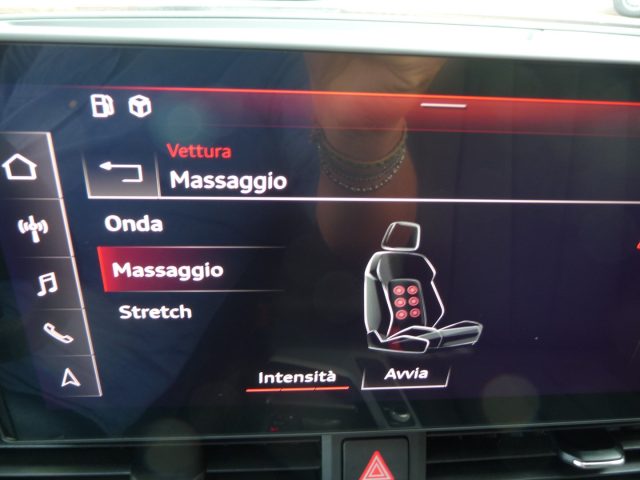 Vettura
Massaggio
Onda
Massaggio
Stretch
Intensità
Avvia